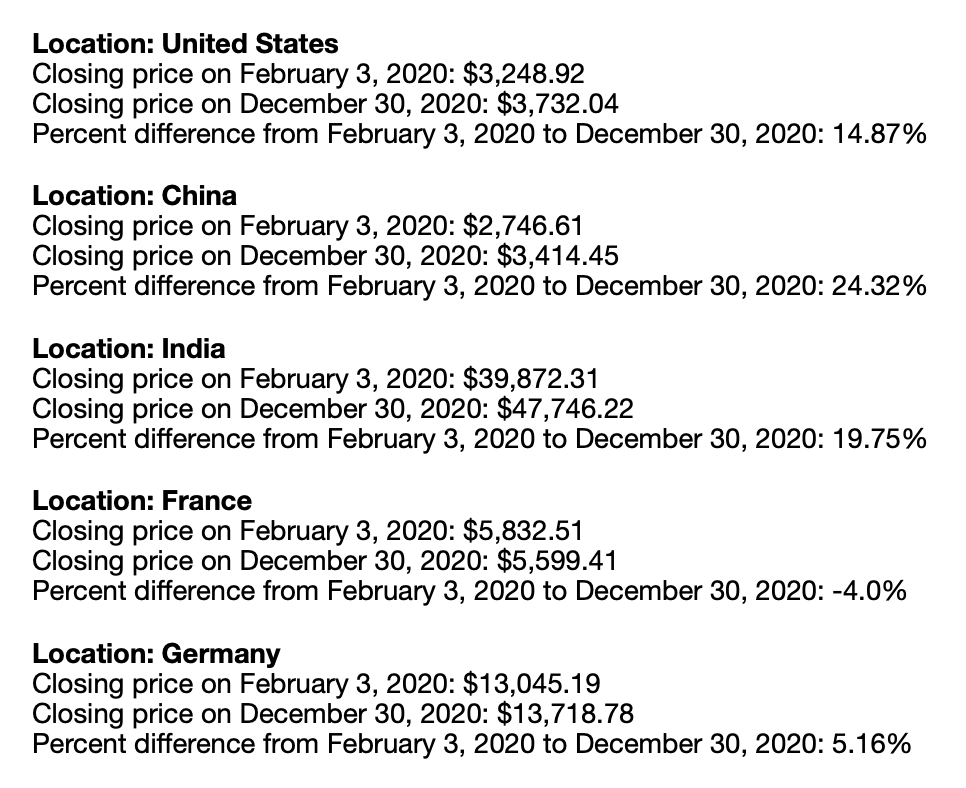 Location: United States
Closing price on February 3, 2020: $3,248.92
Closing price on December 30, 2020: $3,732.04
Percent difference from February 3, 2020 to December 30, 2020: 14.87%
Location: China
Closing price on February 3, 2020: $2,746.61
Closing price on December 30, 2020: $3,414.45
Percent difference from February 3, 2020 to December 30, 2020: 24.32%
Location: India
Closing price on February 3, 2020: $39,872.31
Closing price on December 30, 2020: $47,746.22
Percent difference from February 3, 2020 to December 30, 2020: 19.75%
Location: France
Closing price on February 3, 2020: $5,832.51
Closing price on December 30, 2020: $5,599.41
Percent difference from February 3, 2020 to December 30, 2020: -4.0%
Location: Germany
Closing price on February 3, 2020: $13,045.19
Closing price on December 30, 2020: $13,718.78
Percent difference from February 3, 2020 to December 30, 2020: 5.16%